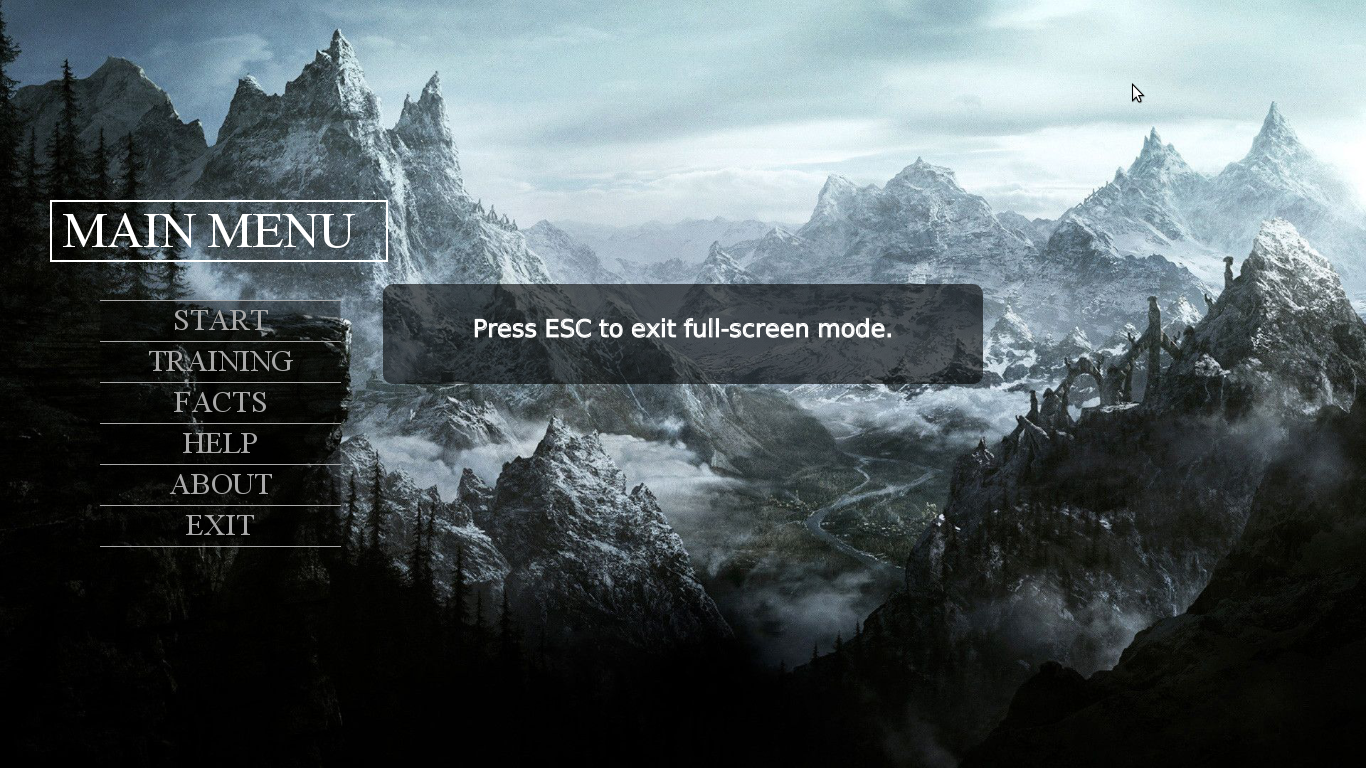 MAIN MENU
START
TRAINING
FACTS
HELP
ABOUT
EXIT
Press ESC to exit full-screen mode.